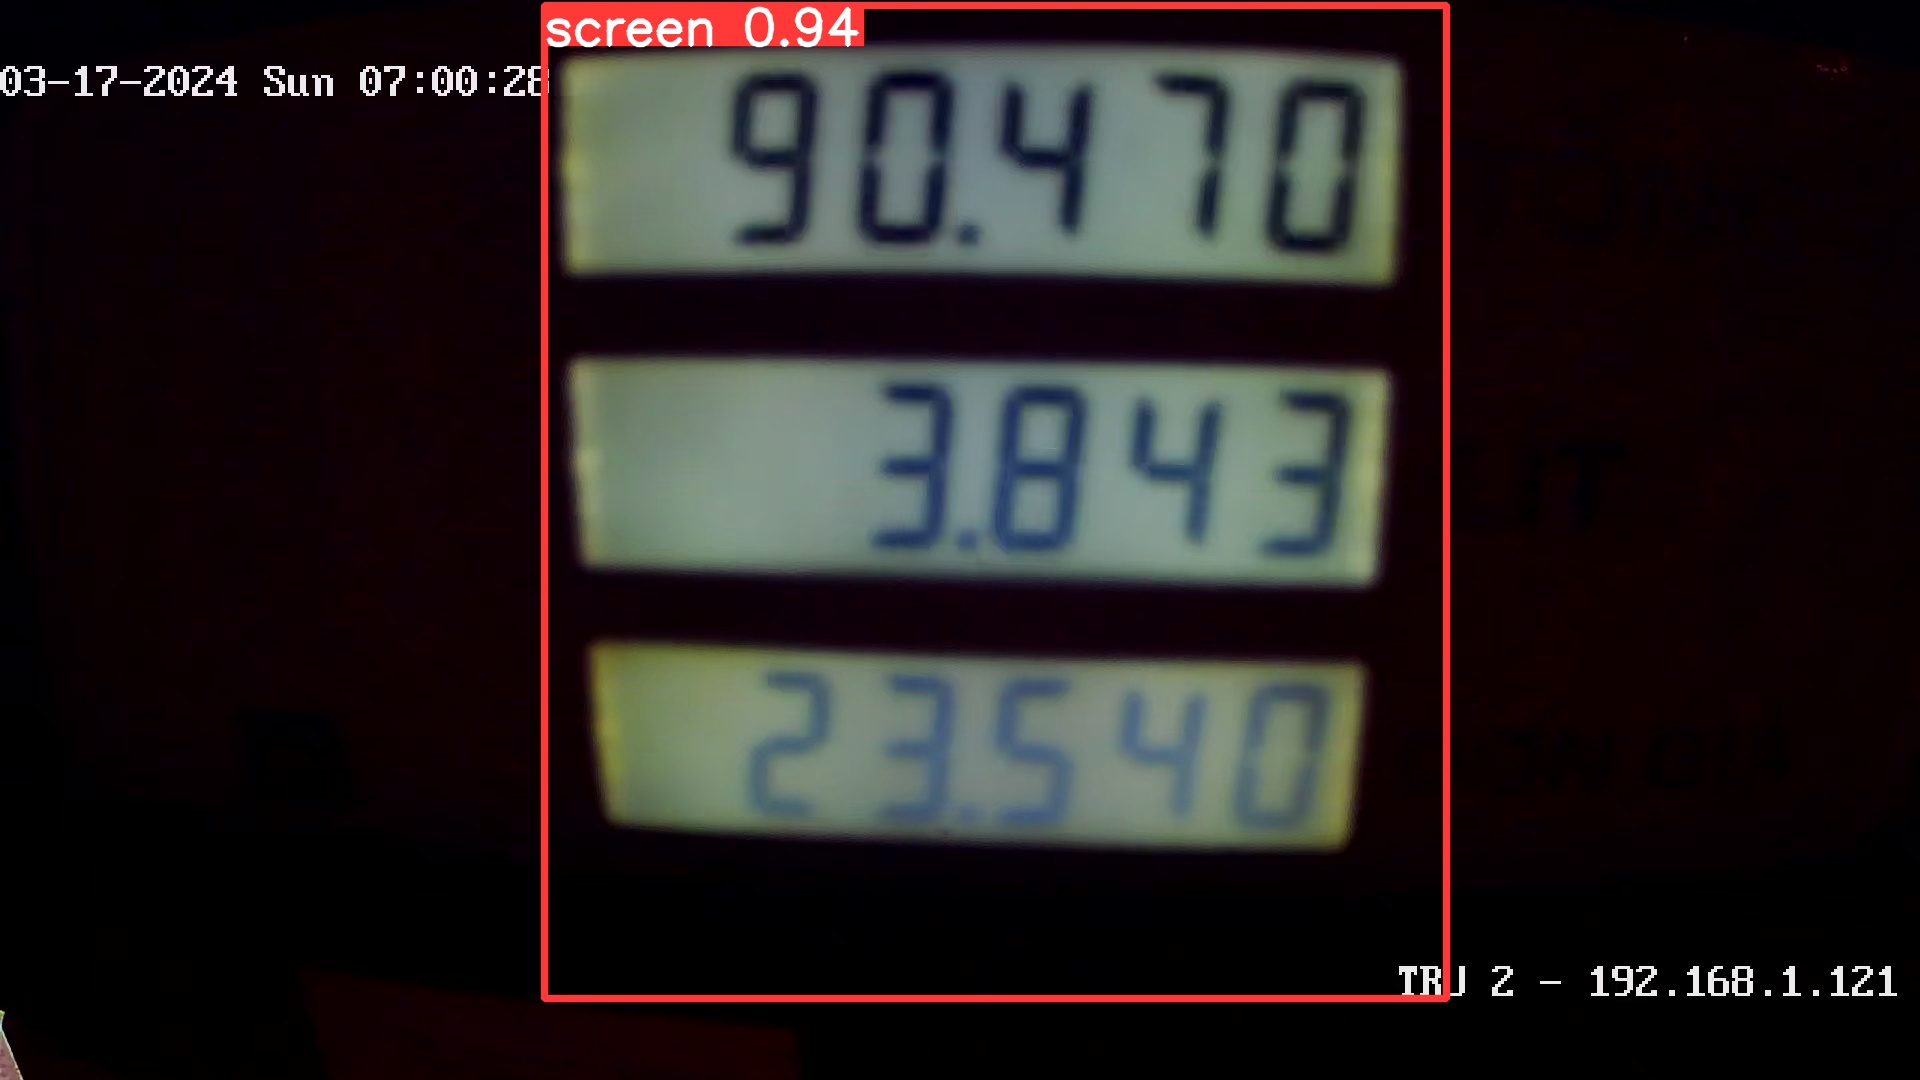 screen 0.94
03-17-2024 Sun 07:00:28
90.470
3.843
23.540
TRJ 2 - 192.168.1.121